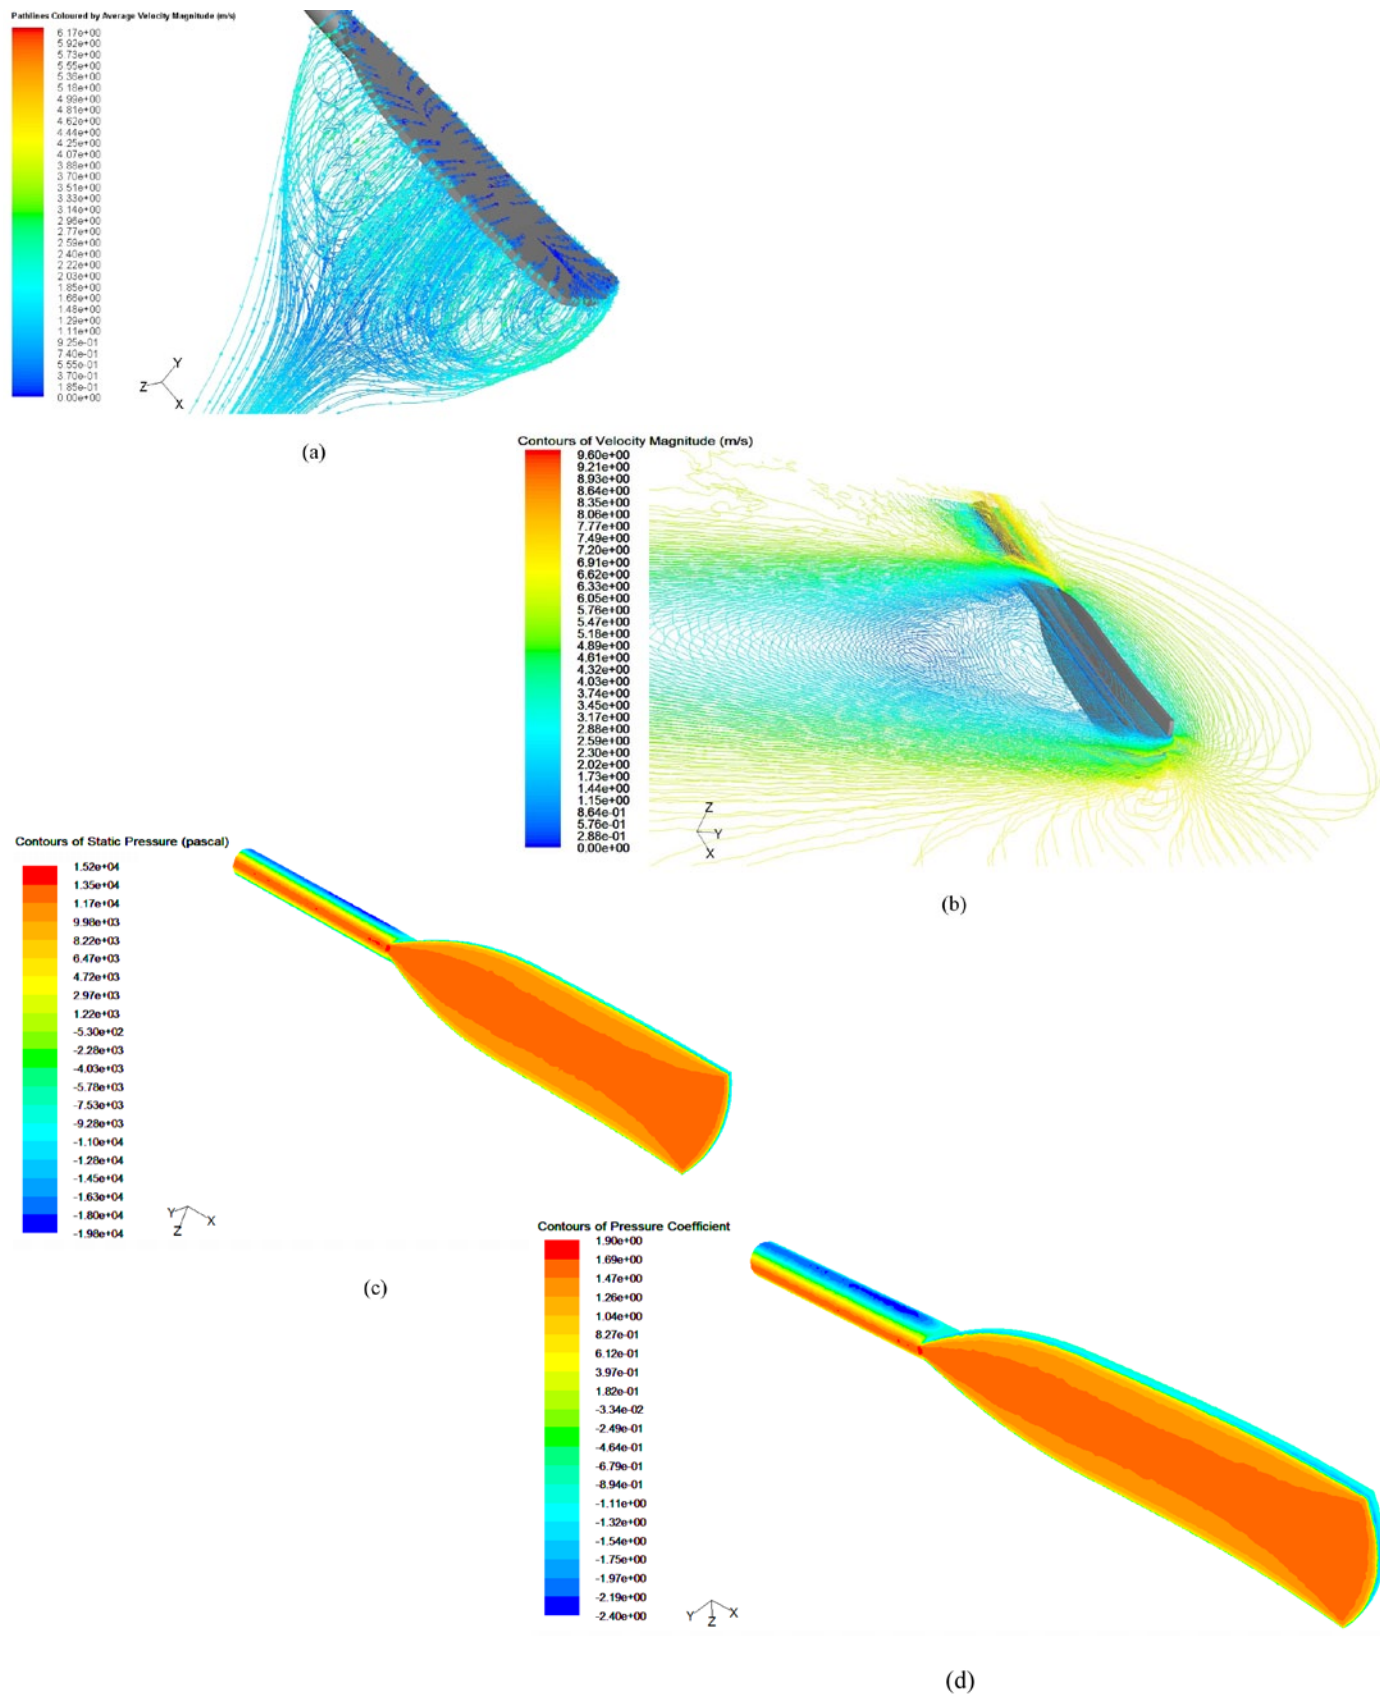 Pathlines Coloured by Average Velocity Magnitude (m/s)
6.17e+00
5.92e+00
5.73e+00
5.55e+00
5.36e+00
5.18e+00
4.99e+00
4.81e+00
4.62e+00
4.44e+00
4.25e+00
4.07e+00
3.88e+00
3.70e+00
3.51e+00
3.33e+00
3.14e+00
2.96e+00
2.77e+00
2.59e+00
2.40e+00
2.22e+00
2.03e+00
1.85e+00
1.66e+00
1.48e+00
1.29e+00
1.11e+00
9.25e-01
7.40e-01
5.55e-01
3.70e-01
1.85e-01
0.00e+00
Y
Z
X
(a)
Contours of Velocity Magnitude (m/s)
9.60e+00
9.21e+00
8.93e+00
8.64e+00
8.35e+00
8.06e+00
7.77e+00
7.49e+00
7.20e+00
6.91e+00
6.62e+00
6.33e+00
6.05e+00
5.76e+00
5.47e+00
5.18e+00
4.89e+00
4.61e+00
4.32e+00
4.03e+00
3.74e+00
3.45e+00
3.17e+00
2.88e+00
2.59e+00
2.30e+00
2.02e+00
1.73e+00
1.44e+00
1.15e+00
8.64e-01
5.76e-01
2.88e-01
0.00e+00
Z
Y
X
(b)
Contours of Static Pressure (pascal)
1.52e+04
1.35e+04
1.17e+04
9.98e+03
8.22e+03
6.47e+03
4.72e+03
2.97e+03
1.22e+03
-5.30e+02
-2.28e+03
-4.03e+03
-5.78e+03
-7.53e+03
-9.28e+03
-1.10e+04
-1.28e+04
-1.45e+04
-1.63e+04
-1.80e+04
-1.98e+04
Y
Z
X
(c)
Contours of Pressure Coefficient
1.90e+00
1.69e+00
1.47e+00
1.26e+00
1.04e+00
8.27e-01
6.12e-01
3.97e-01
1.82e-01
-3.34e-02
-2.49e-01
-4.64e-01
-6.79e-01
-8.94e-01
-1.11e+00
-1.32e+00
-1.54e+00
-1.75e+00
-1.97e+00
-2.19e+00
-2.40e+00
Y
Z
X
(d)